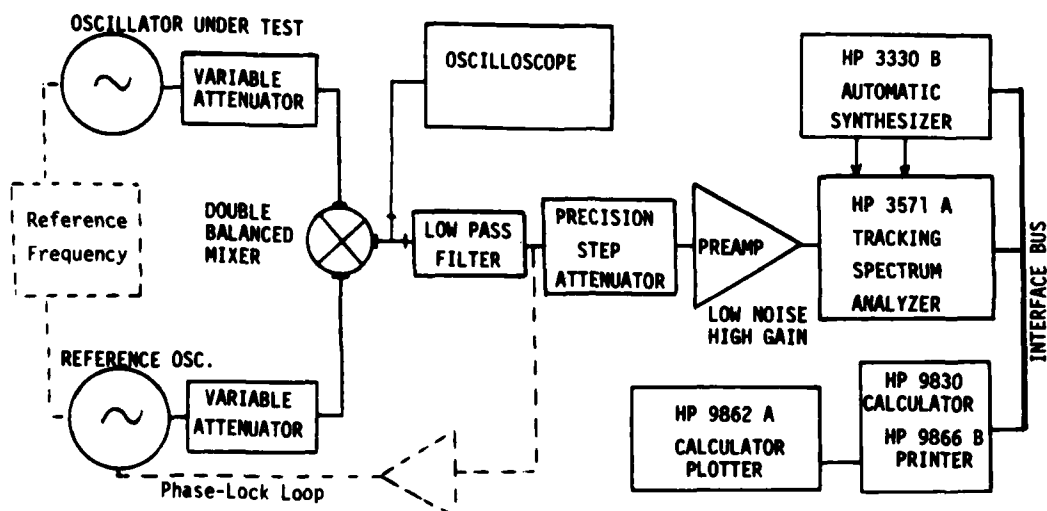 OSCILLATOR UNDER TEST
VARIABLE
ATTENUATOR
OSCILLOSCOPE
HP 3330 B
AUTOMATIC
SYNTHESIZER
Reference
Frequency
DOUBLE
BALANCED
MIXER
LOW PASS
FILTER
PRECISION
STEP
ATTENUATOR
PREAMP
LOW NOISE
HIGH GAIN
HP 3571 A
TRACKING
SPECTRUM
ANALYZER
INTERFACE BUS
REFERENCE OSC.
VARIABLE
ATTENUATOR
Phase-Lock Loop
HP 9862 A
CALCULATOR
PLOTTER
HP 9830
CALCULATOR
HP 9866 B
PRINTER